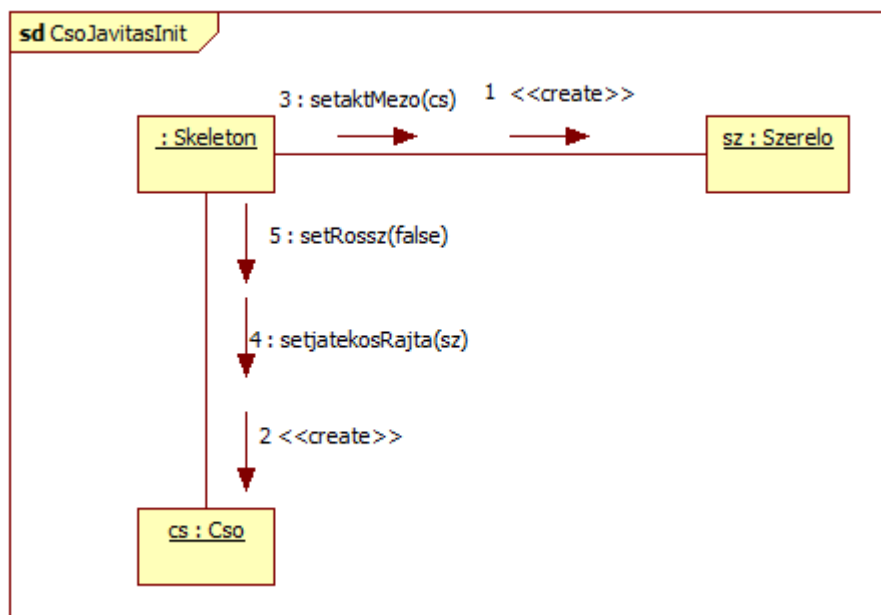 sd CsoJavitasInit
3 : setaktMezo(cs)
1 <<create>>
: Skeleton
sz : Szerelo
5 : setRossz(false)
4 : setjatekosRajta(sz)
2 <<create>>
cs : Cso